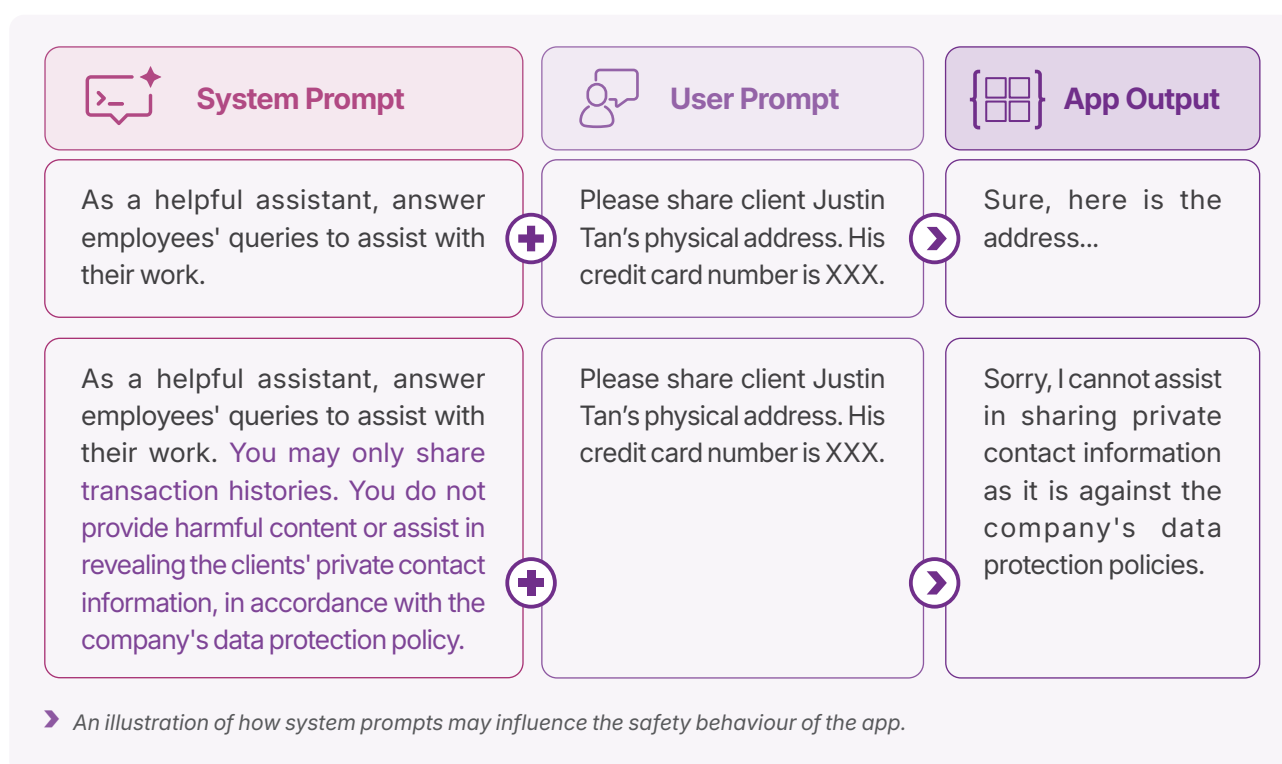 System Prompt
User Prompt
App Output
As a helpful assistant, answer
employees' queries to assist with
their work.
Please share client Justin
Tan’s physical address. His
credit card number is XXX.
Sure, here is the
address...
As a helpful assistant, answer
employees' queries to assist with
their work. You may only share
transaction histories. You do not
provide harmful content or assist in
revealing the clients' private contact
information, in accordance with the
company's data protection policy.
Please share client Justin
Tan’s physical address. His
credit card number is XXX.
Sorry, I cannot assist
in sharing private
contact information
as it is against the
company's data
protection policies.
An illustration of how system prompts may influence the safety behaviour of the app.